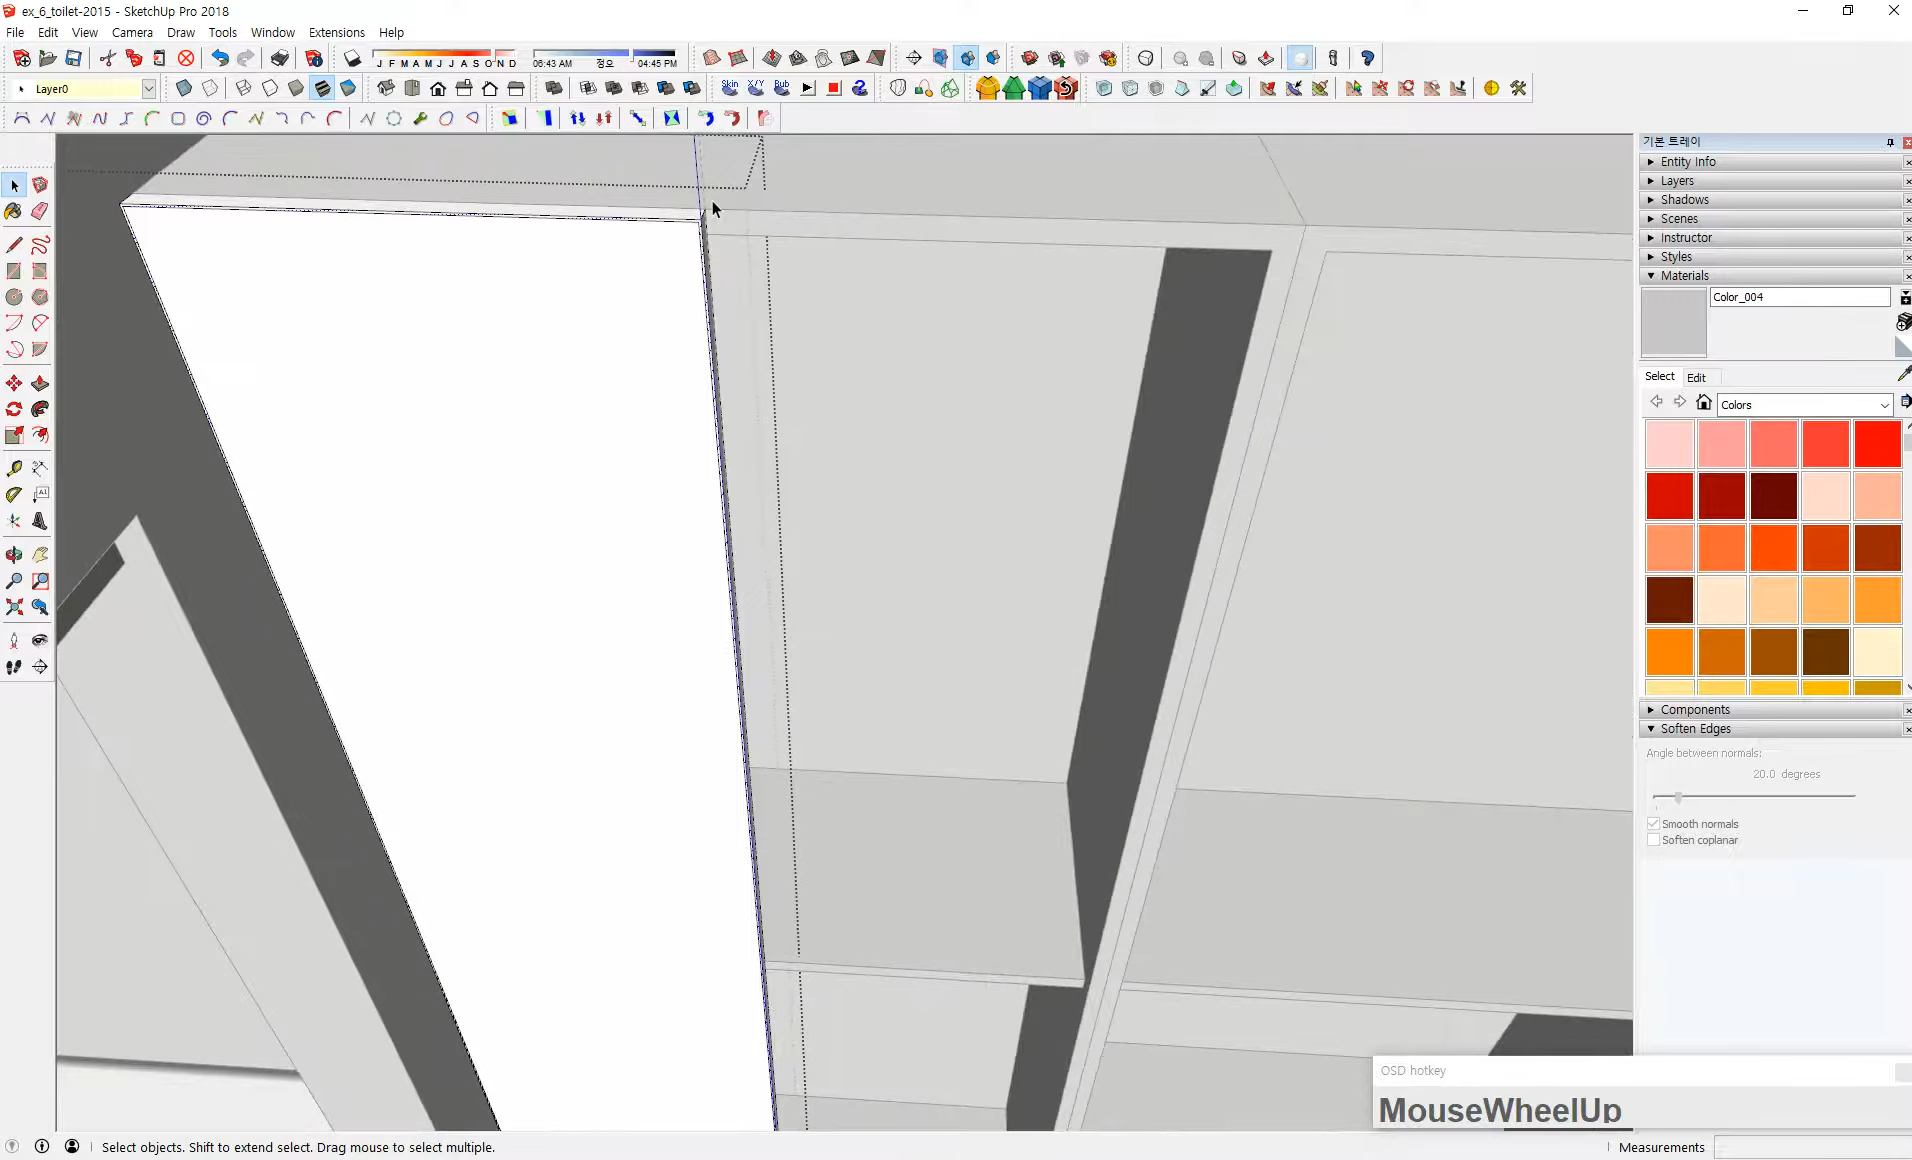 ex_6_toilet-2015 - SketchUp Pro 2018
File Edit View Camera Draw Tools Window Extensions Help
J F M A M J J A S O N D 06:43 AM 정오 04:45 PM
Layer0
Skin X/Y Bub
기본 트레이
Entity Info
Layers
Shadows
Scenes
Instructor
Styles
Materials
Color_004
Select Edit
Colors
Components
Soften Edges
Angle between normals:
20.0 degrees
Smooth normals
Soften coplanar
OSD hotkey
MouseWheelUp
Select objects. Shift to extend select. Drag mouse to select multiple.
Measurements